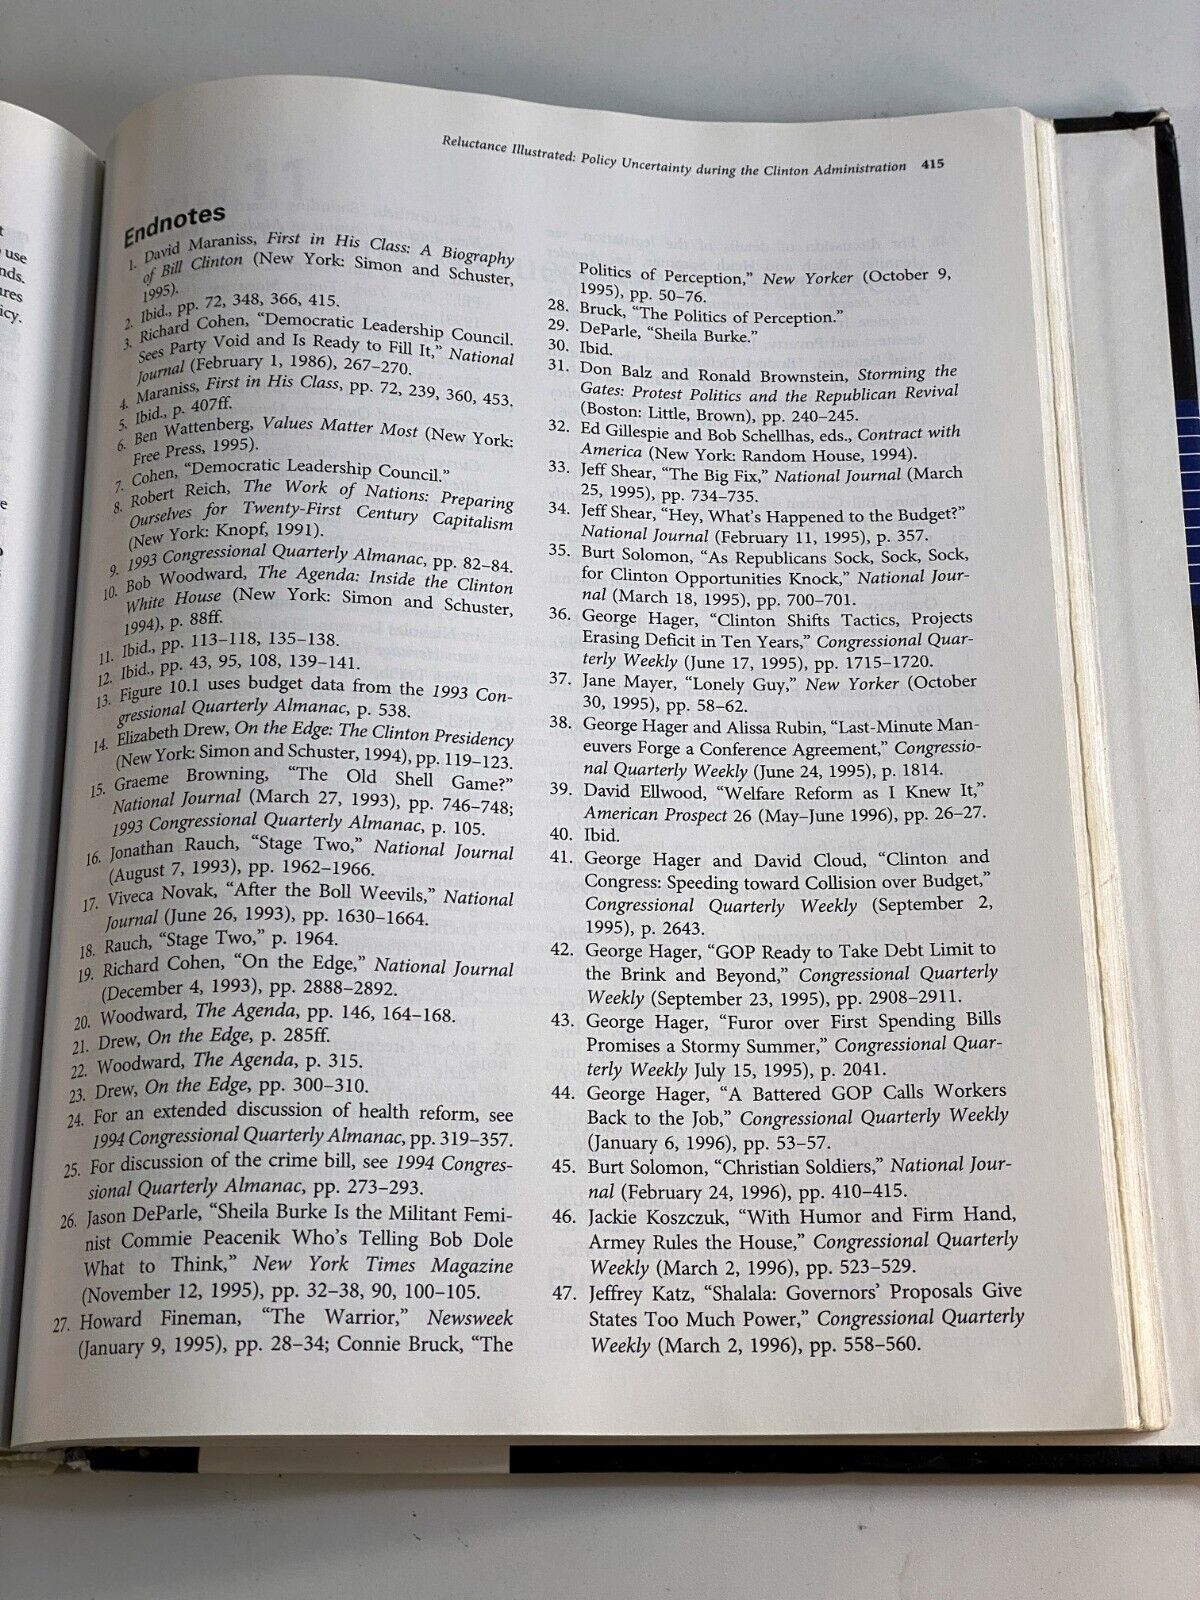 use
nds.
ures
icy.
Reluctance Illustrated: Policy Uncertainty during the Clinton Administration 415
Endnotes
1. David Maraniss, First in His Class: A Biography
of Bill Clinton (New York: Simon and Schuster,
1995).
2. Ibid., pp. 72, 348, 366, 415.
3. Richard Cohen, “Democratic Leadership Council.
Sees Party Void and Is Ready to Fill It,” National
Journal (February 1, 1986), 267–270.
4. Maraniss, First in His Class, pp. 72, 239, 360, 453.
5. Ibid., p. 407ff.
6. Ben Wattenberg, Values Matter Most (New York:
Free Press, 1995).
7. Cohen, “Democratic Leadership Council.”
8. Robert Reich, The Work of Nations: Preparing
Ourselves for Twenty-First Century Capitalism
(New York: Knopf, 1991).
9. 1993 Congressional Quarterly Almanac, pp. 82–84.
10. Bob Woodward, The Agenda: Inside the Clinton
White House (New York: Simon and Schuster,
1994), p. 88ff.
11. Ibid., pp. 113–118, 135–138.
12. Ibid., pp. 43, 95, 108, 139–141.
13. Figure 10.1 uses budget data from the 1993 Con-
gressional Quarterly Almanac, p. 538.
14. Elizabeth Drew, On the Edge: The Clinton Presidency
(New York: Simon and Schuster, 1994), pp. 119–123.
15. Graeme Browning, “The Old Shell Game?”
National Journal (March 27, 1993), pp. 746–748;
1993 Congressional Quarterly Almanac, p. 105.
16. Jonathan Rauch, “Stage Two,” National Journal
(August 7, 1993), pp. 1962–1966.
17. Viveca Novak, “After the Boll Weevils,” National
Journal (June 26, 1993), pp. 1630–1664.
18. Rauch, “Stage Two,” p. 1964.
19. Richard Cohen, “On the Edge,” National Journal
(December 4, 1993), pp. 2888–2892.
20. Woodward, The Agenda, pp. 146, 164–168.
21. Drew, On the Edge, p. 285ff.
22. Woodward, The Agenda, p. 315.
23. Drew, On the Edge, pp. 300–310.
24. For an extended discussion of health reform, see
1994 Congressional Quarterly Almanac, pp. 319–357.
25. For discussion of the crime bill, see 1994 Congres-
sional Quarterly Almanac, pp. 273–293.
26. Jason DeParle, “Sheila Burke Is the Militant Femi-
nist Commie Peacenik Who’s Telling Bob Dole
What to Think,” New York Times Magazine
(November 12, 1995), pp. 32–38, 90, 100–105.
27. Howard Fineman, “The Warrior,” Newsweek
(January 9, 1995), pp. 28–34; Connie Bruck, “The
Politics of Perception,” New Yorker (October 9,
1995), pp. 50–76.
28. Bruck, “The Politics of Perception.”
29. DeParle, “Sheila Burke.”
30. Ibid.
31. Don Balz and Ronald Brownstein, Storming the
Gates: Protest Politics and the Republican Revival
(Boston: Little, Brown), pp. 240–245.
32. Ed Gillespie and Bob Schellhas, eds., Contract with
America (New York: Random House, 1994).
33. Jeff Shear, “The Big Fix,” National Journal (March
25, 1995), pp. 734–735.
34. Jeff Shear, “Hey, What’s Happened to the Budget?”
National Journal (February 11, 1995), p. 357.
35. Burt Solomon, “As Republicans Sock, Sock, Sock,
for Clinton Opportunities Knock,” National Jour-
nal (March 18, 1995), pp. 700–701.
36. George Hager, “Clinton Shifts Tactics, Projects
Erasing Deficit in Ten Years,” Congressional Quar-
terly Weekly (June 17, 1995), pp. 1715–1720.
37. Jane Mayer, “Lonely Guy,” New Yorker (October
30, 1995), pp. 58–62.
38. George Hager and Alissa Rubin, “Last-Minute Man-
euvers Forge a Conference Agreement,” Congressio-
nal Quarterly Weekly (June 24, 1995), p. 1814.
39. David Ellwood, “Welfare Reform as I Knew It,”
American Prospect 26 (May–June 1996), pp. 26–27.
40. Ibid.
41. George Hager and David Cloud, “Clinton and
Congress: Speeding toward Collision over Budget,”
Congressional Quarterly Weekly (September 2,
1995), p. 2643.
42. George Hager, “GOP Ready to Take Debt Limit to
the Brink and Beyond,” Congressional Quarterly
Weekly (September 23, 1995), pp. 2908–2911.
43. George Hager, “Furor over First Spending Bills
Promises a Stormy Summer,” Congressional Quar-
terly Weekly July 15, 1995), p. 2041.
44. George Hager, “A Battered GOP Calls Workers
Back to the Job,” Congressional Quarterly Weekly
(January 6, 1996), pp. 53–57.
45. Burt Solomon, “Christian Soldiers,” National Jour-
nal (February 24, 1996), pp. 410–415.
46. Jackie Koszczuk, “With Humor and Firm Hand,
Armey Rules the House,” Congressional Quarterly
Weekly (March 2, 1996), pp. 523–529.
47. Jeffrey Katz, “Shalala: Governors’ Proposals Give
States Too Much Power,” Congressional Quarterly
Weekly (March 2, 1996), pp. 558–560.